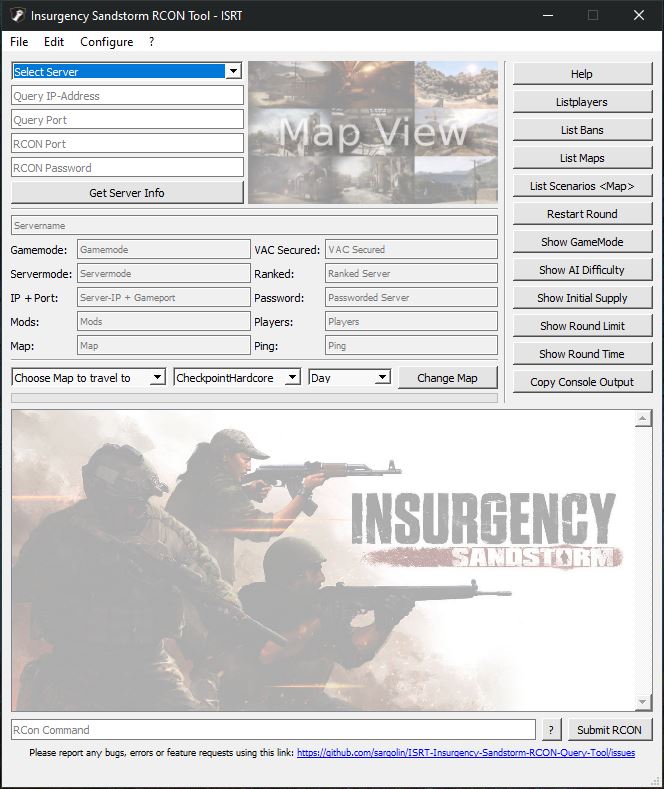 Insurgency Sandstorm RCON Tool - ISRT
File Edit Configure ?
Select Server
Query IP-Address
Query Port
RCON Port
RCON Password
Get Server Info
Map View
Servername
Gamemode: Gamemode VAC Secured: VAC Secured
Servermode: Servermode Ranked: Ranked Server
IP + Port: Server-IP + Gameport Password: Passworded Server
Mods: Mods Players: Players
Map: Map Ping: Ping
Choose Map to travel to CheckpointHardcore Day Change Map
Help
Listplayers
List Bans
List Maps
List Scenarios <Map>
Restart Round
Show GameMode
Show AI Difficulty
Show Initial Supply
Show Round Limit
Show Round Time
Copy Console Output
INSURGENCY
SANDSTORM
RCon Command ? Submit RCON
Please report any bugs, errors or feature requests using this link: https://github.com/sargolin/ISRT-Insurgency-Sandstorm-RCON-Query-Tool/issues